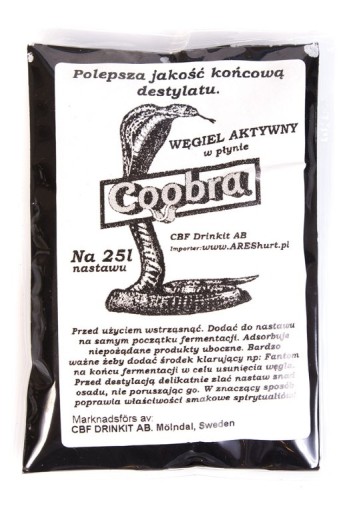 Polepsza jakość końcową
destylatu.
WĘGIEL AKTYWNY
w płynie
Coobra
CBF Drinkit AB
Importer:www.AREShurt.pl
Na 25l
nastawu
Przed użyciem wstrząsnąć. Dodać do nastawu
na samym początku fermentacji. Adsorbuje
niepożądane produkty uboczne. Bardzo
ważne żeby dodać środek klarujący np: Fantom
na końcu fermentacji w celu usunięcia węgla.
Przed destylacją delikatnie zlać nastaw znad
osadu, nie poruszając go. W znaczący sposób
poprawia właściwości smakowe spirytualiów
Marknadsförs av:
CBF DRINKIT AB. Mölndal, Sweden